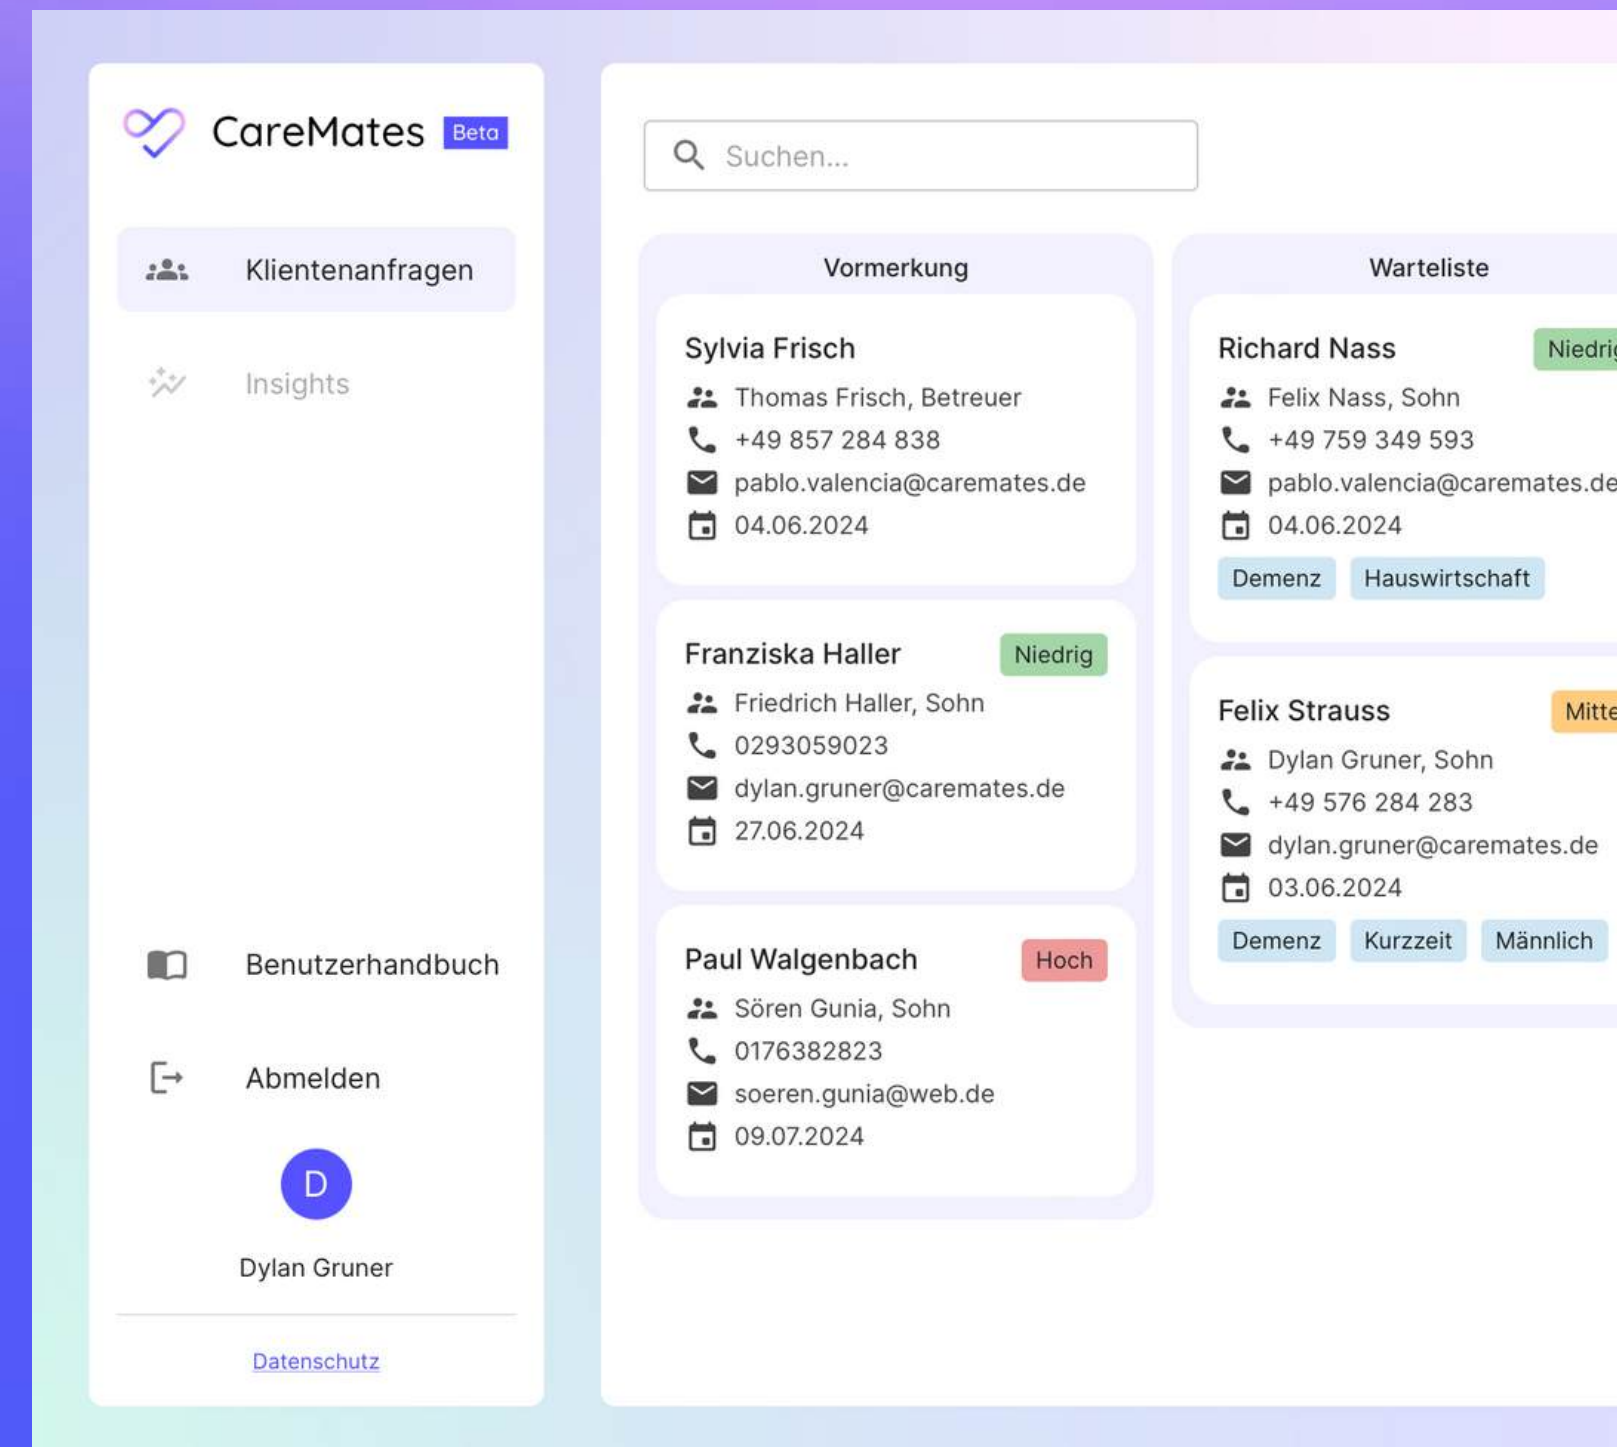 CareMates Beta
Klientenanfragen
Insights
Benutzerhandbuch
Abmelden
D
Dylan Gruner
Datenschutz
Suchen...
Vormerkung
Sylvia Frisch
Thomas Frisch, Betreuer
+49 857 284 838
pablo.valencia@caremates.de
04.06.2024
Franziska Haller Niedrig
Friedrich Haller, Sohn
0293059023
dylan.gruner@caremates.de
27.06.2024
Paul Walgenbach Hoch
Sören Gunia, Sohn
0176382823
soeren.gunia@web.de
09.07.2024
Warteliste
Richard Nass Niedrig
Felix Nass, Sohn
+49 759 349 593
pablo.valencia@caremates.de
04.06.2024
Demenz Hauswirtschaft
Felix Strauss Mitte
Dylan Gruner, Sohn
+49 576 284 283
dylan.gruner@caremates.de
03.06.2024
Demenz Kurzzeit Männlich